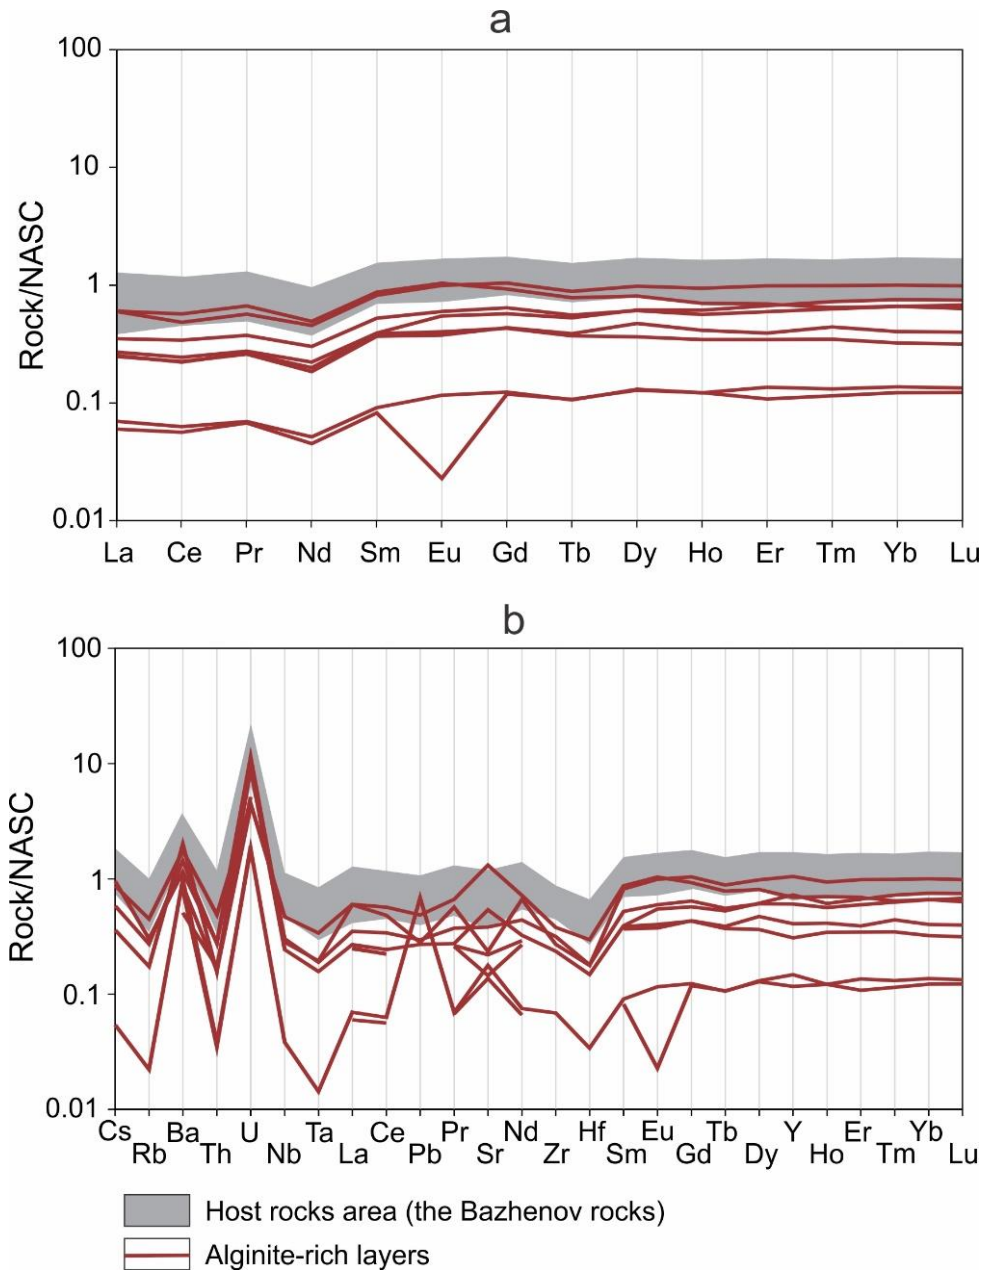 a
100
10
1
0.1
0.01
Rock/NASC
La Ce Pr Nd Sm Eu Gd Tb Dy Ho Er Tm Yb Lu
b
100
10
1
0.1
0.01
Rock/NASC
Cs Ba U Ta Ce Pr Nd Hf Eu Tb Y Er Yb
Rb Th Nb La Pb Sr Zr Sm Gd Dy Ho Tm Lu
Host rocks area (the Bazhenov rocks)
Alginite-rich layers